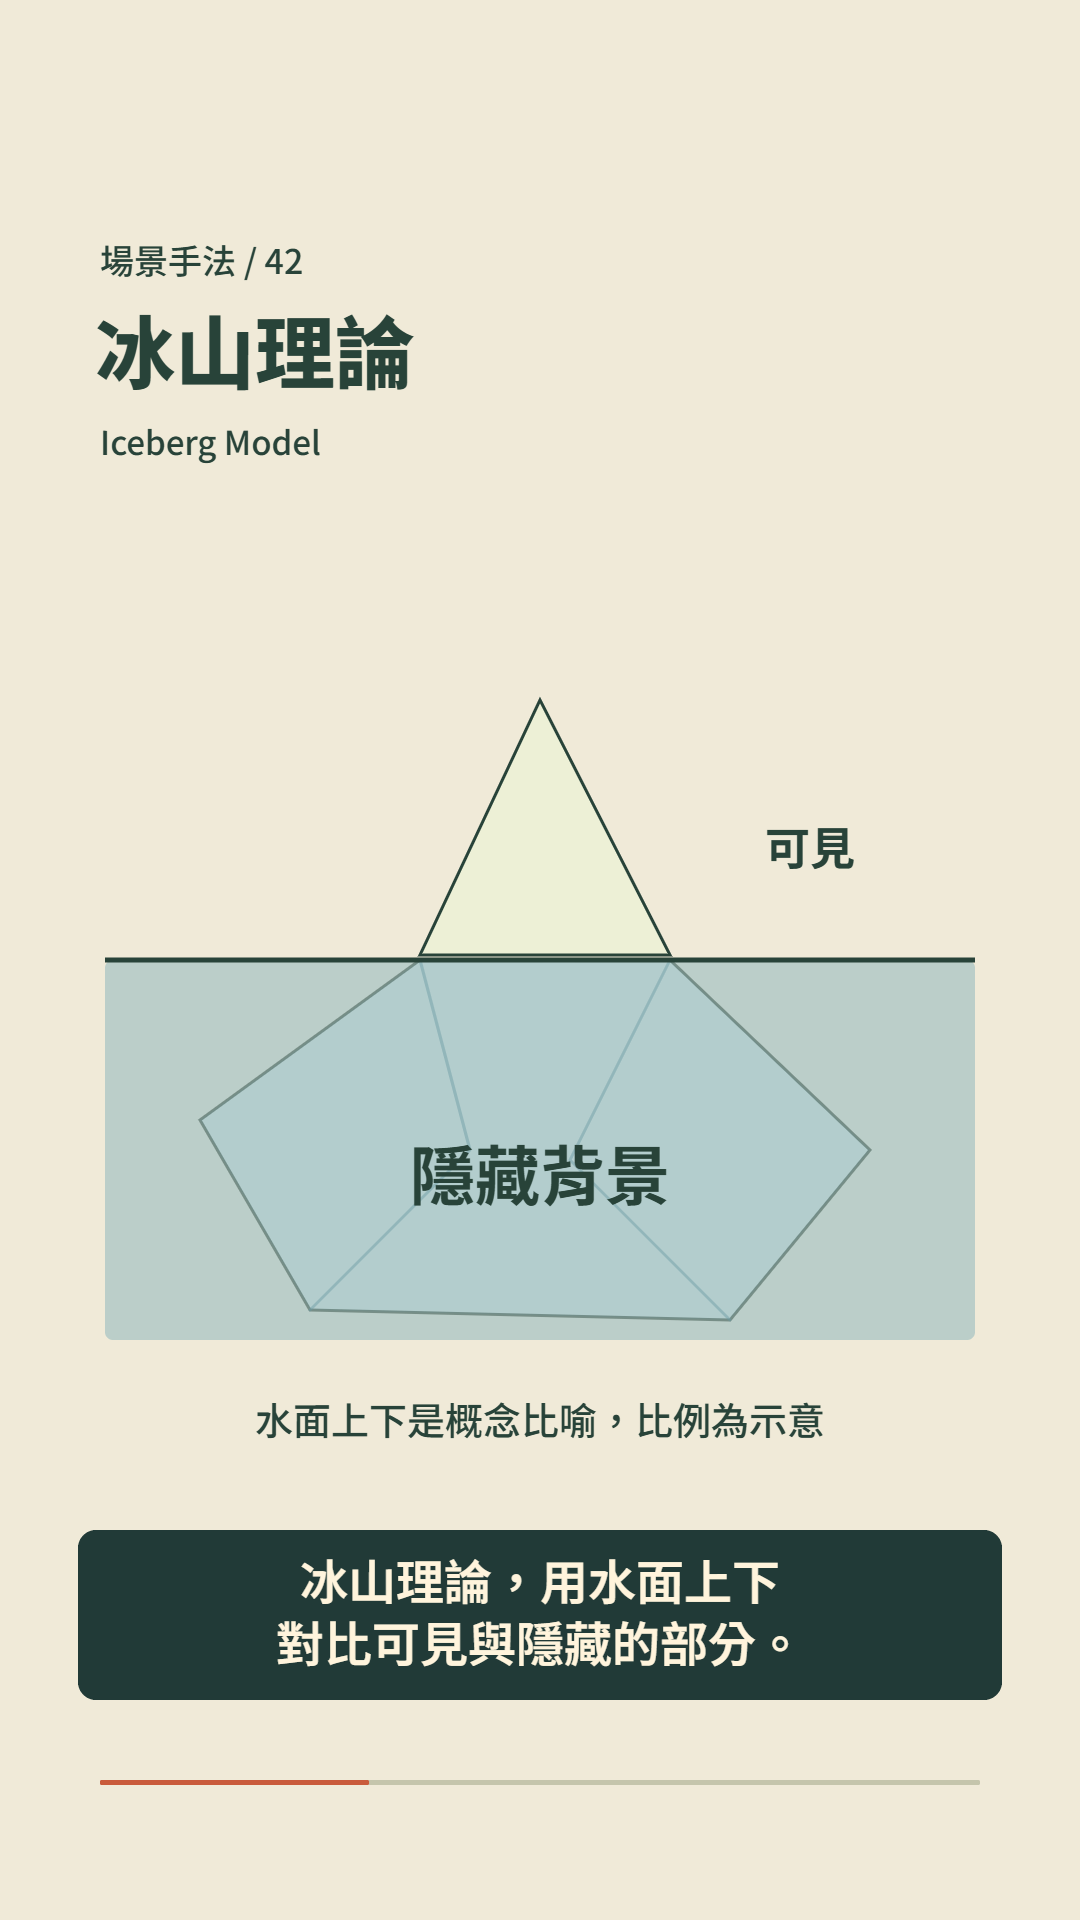 場景手法 / 42
冰山理論
Iceberg Model
可見
隱藏背景
水面上下是概念比喻，比例為示意
冰山理論，用水面上下
對比可見與隱藏的部分。